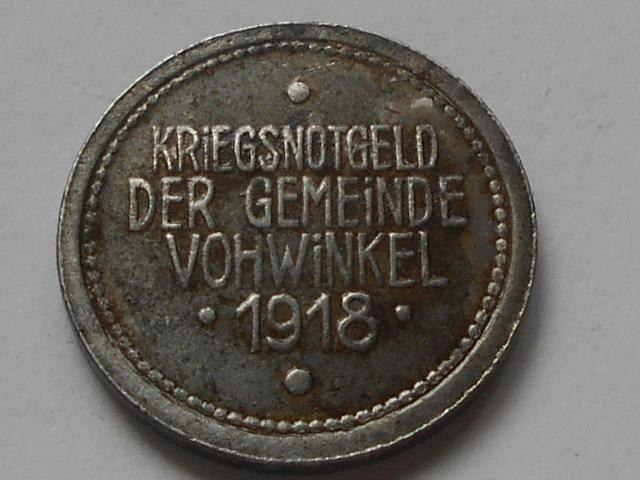 KRiEGSNOTGELD
DER GEMEiNDE
VOHWiNKEL
· 1918 ·